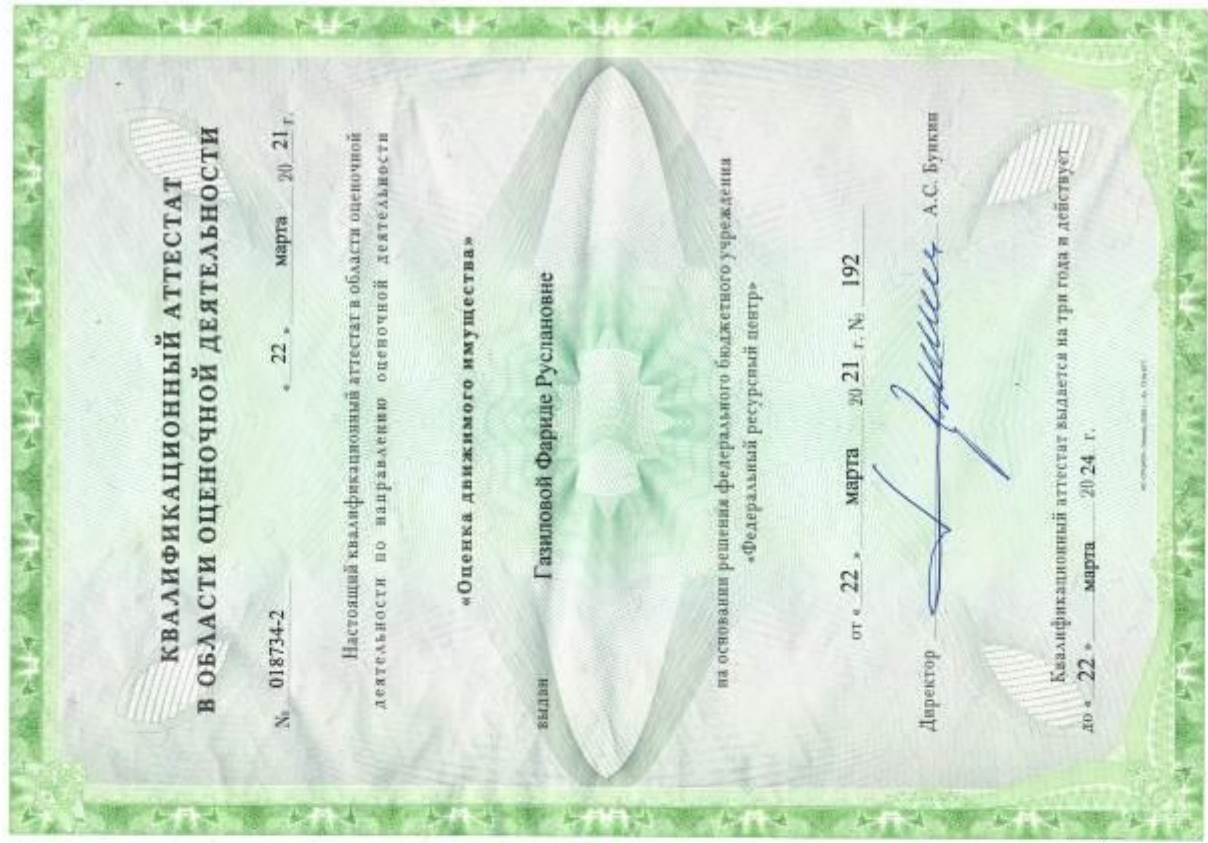 КВАЛИФИКАЦИОННЫЙ АТТЕСТАТ
В ОБЛАСТИ ОЦЕНОЧНОЙ ДЕЯТЕЛЬНОСТИ
№ 018734-2 « 22 » марта 20 21 г.
Настоящий квалификационный аттестат в области оценочной
деятельности по направлению оценочной деятельности
«Оценка движимого имущества»
выдан Газиловой Фариде Руслановне
на основании решения федерального бюджетного учреждения
«Федеральный ресурсный центр»
от « 22 » марта 20 21 г. № 192
Директор А.С. Бункин
Квалификационный аттестат выдается на три года и действует
до « 22 » марта 20 24 г.